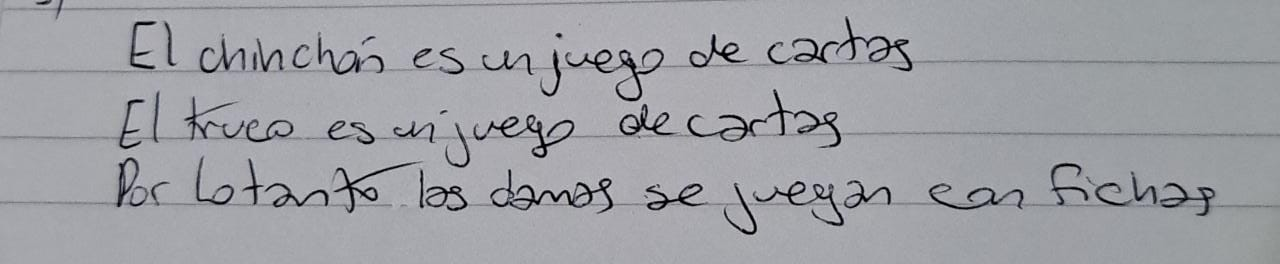 El chinchón es un juego de cartas
El truco es un juego de cartas
Por lo tanto las damas se juegan con fichas